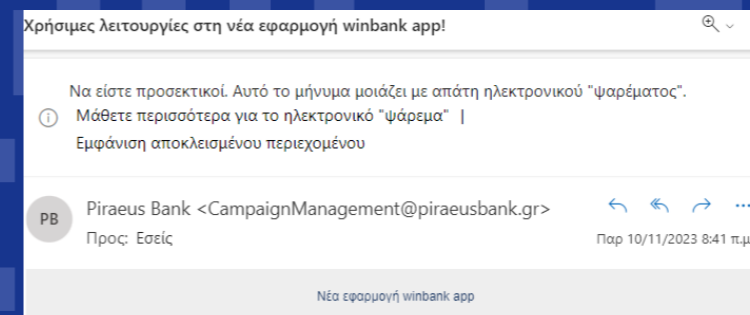 Χρήσιμες λειτουργίες στη νέα εφαρμογή winbank app!
Να είστε προσεκτικοί. Αυτό το μήνυμα μοιάζει με απάτη ηλεκτρονικού "ψαρέματος".
Μάθετε περισσότερα για το ηλεκτρονικό "ψάρεμα" |
Εμφάνιση αποκλεισμένου περιεχομένου
PB
Piraeus Bank <CampaignManagement@piraeusbank.gr>
Προς: Εσείς
Παρ 10/11/2023 8:41 π.μ
Νέα εφαρμογή winbank app